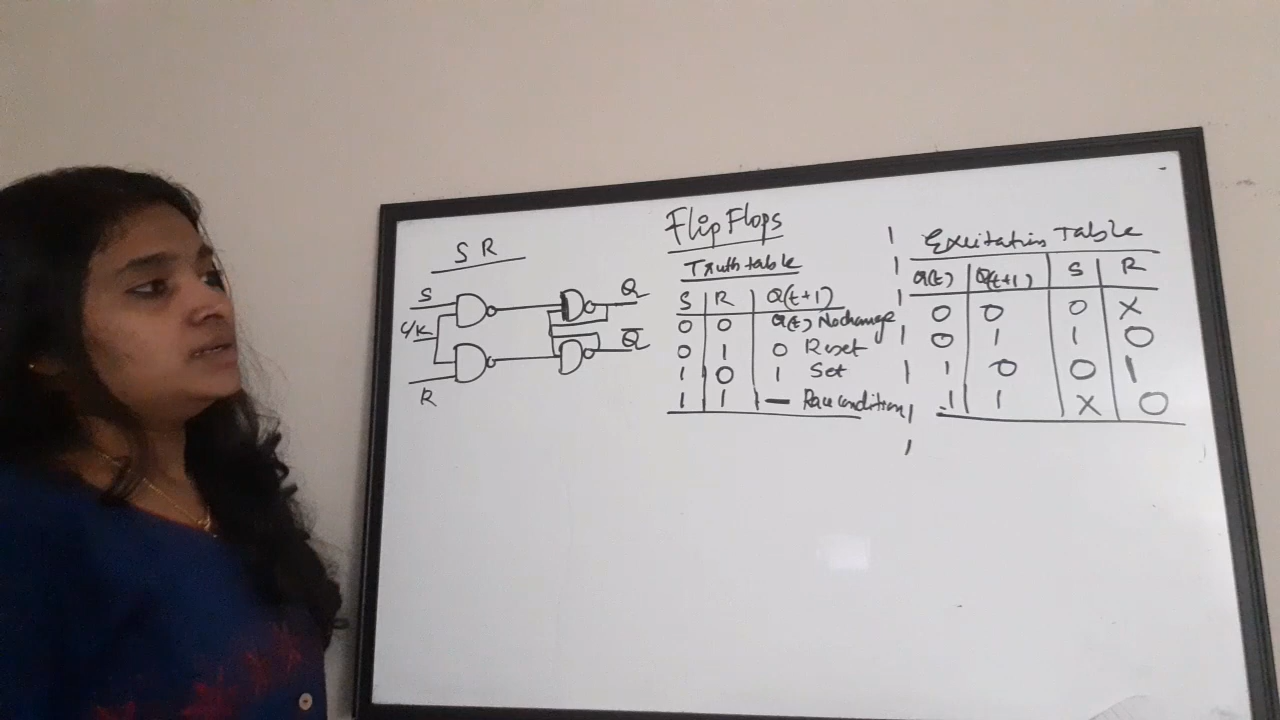 Flip Flops
S R
S
C/K
R
Q
Q̅
Truth table
S R Q(t+1)
0 0 Q(t) No change
0 1 0 Reset
1 0 1 Set
1 1 — Race condition
Excitation Table
Q(t) Q(t+1) S R
0 0 0 X
0 1 1 0
1 0 0 1
1 1 X 0